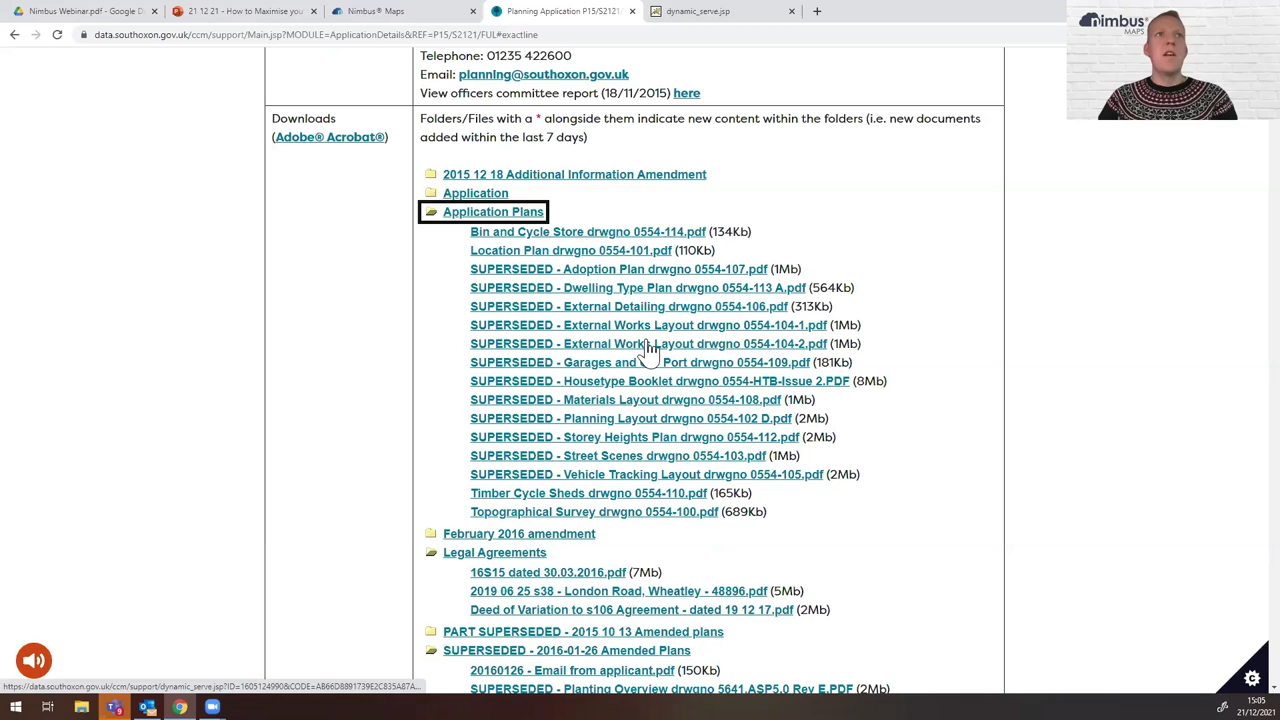 Nimbus Webinar.pdf - Google D
21 12 21 - How to Maximise you
Nimbus® Maps
Planning Application P15/S2121/
dynamic_serve.jsp
data.southoxon.gov.uk/ccm/support/Main.jsp?MODULE=ApplicationDetails&REF=P15/S2121/FUL#exactline
nimbus
MAPS
Telephone: 01235 422600
Email: planning@southoxon.gov.uk
View officers committee report (18/11/2015) here
Downloads
(Adobe® Acrobat®)
Folders/Files with a * alongside them indicate new content within the folders (i.e. new documents
added within the last 7 days)
2015 12 18 Additional Information Amendment
Application
Application Plans
Bin and Cycle Store drwgno 0554-114.pdf (134Kb)
Location Plan drwgno 0554-101.pdf (110Kb)
SUPERSEDED - Adoption Plan drwgno 0554-107.pdf (1Mb)
SUPERSEDED - Dwelling Type Plan drwgno 0554-113 A.pdf (564Kb)
SUPERSEDED - External Detailing drwgno 0554-106.pdf (313Kb)
SUPERSEDED - External Works Layout drwgno 0554-104-1.pdf (1Mb)
SUPERSEDED - External Works Layout drwgno 0554-104-2.pdf (1Mb)
SUPERSEDED - Garages and Port drwgno 0554-109.pdf (181Kb)
SUPERSEDED - Housetype Booklet drwgno 0554-HTB-Issue 2.PDF (8Mb)
SUPERSEDED - Materials Layout drwgno 0554-108.pdf (1Mb)
SUPERSEDED - Planning Layout drwgno 0554-102 D.pdf (2Mb)
SUPERSEDED - Storey Heights Plan drwgno 0554-112.pdf (2Mb)
SUPERSEDED - Street Scenes drwgno 0554-103.pdf (1Mb)
SUPERSEDED - Vehicle Tracking Layout drwgno 0554-105.pdf (2Mb)
Timber Cycle Sheds drwgno 0554-110.pdf (165Kb)
Topographical Survey drwgno 0554-100.pdf (689Kb)
February 2016 amendment
Legal Agreements
16S15 dated 30.03.2016.pdf (7Mb)
2019 06 25 s38 - London Road, Wheatley - 48896.pdf (5Mb)
Deed of Variation to s106 Agreement - dated 19 12 17.pdf (2Mb)
PART SUPERSEDED - 2015 10 13 Amended plans
SUPERSEDED - 2016-01-26 Amended Plans
20160126 - Email from applicant.pdf (150Kb)
SUPERSEDED - Planting Overview drwgno 5641.ASP5.0 Rev E.PDF (2Mb)
https://data.southoxon.gov.uk/ccm/support/dynamic_serve.jsp?ID=1605124990&CODE=AB66D8891739E2C835A87A...
15:05
21/12/2021